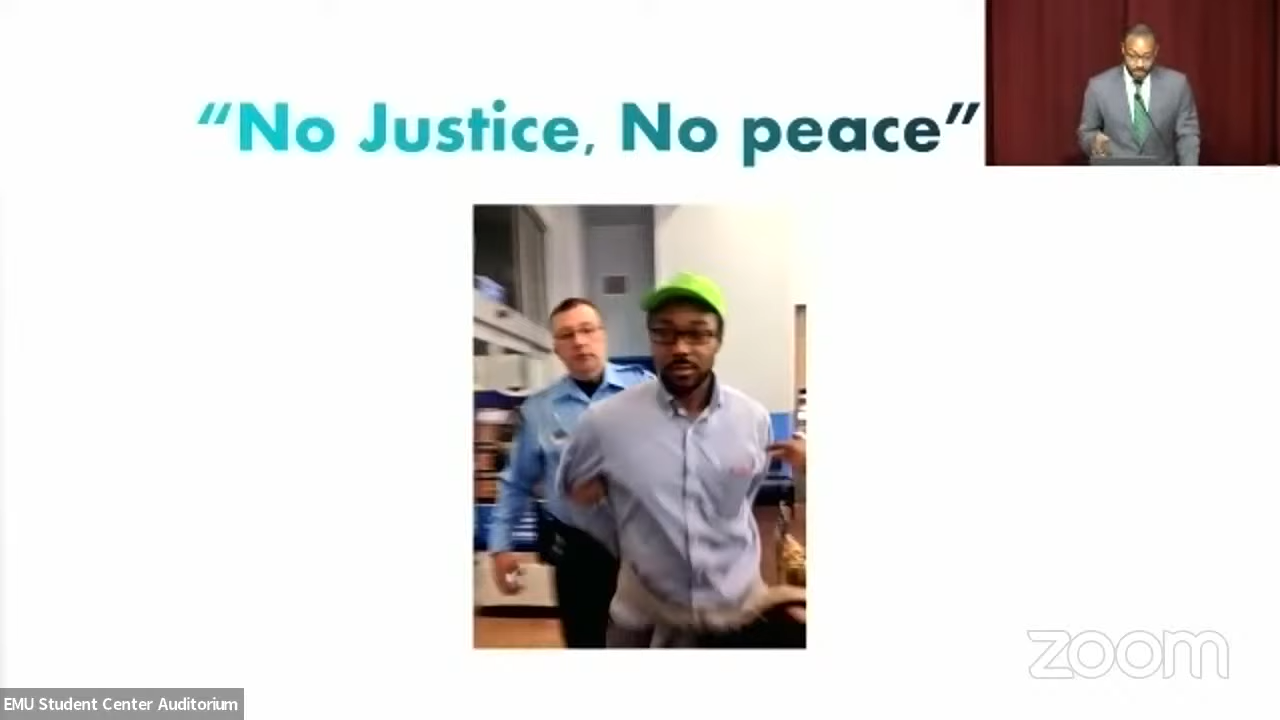 “No Justice, No peace”
zoom
EMU Student Center Auditorium